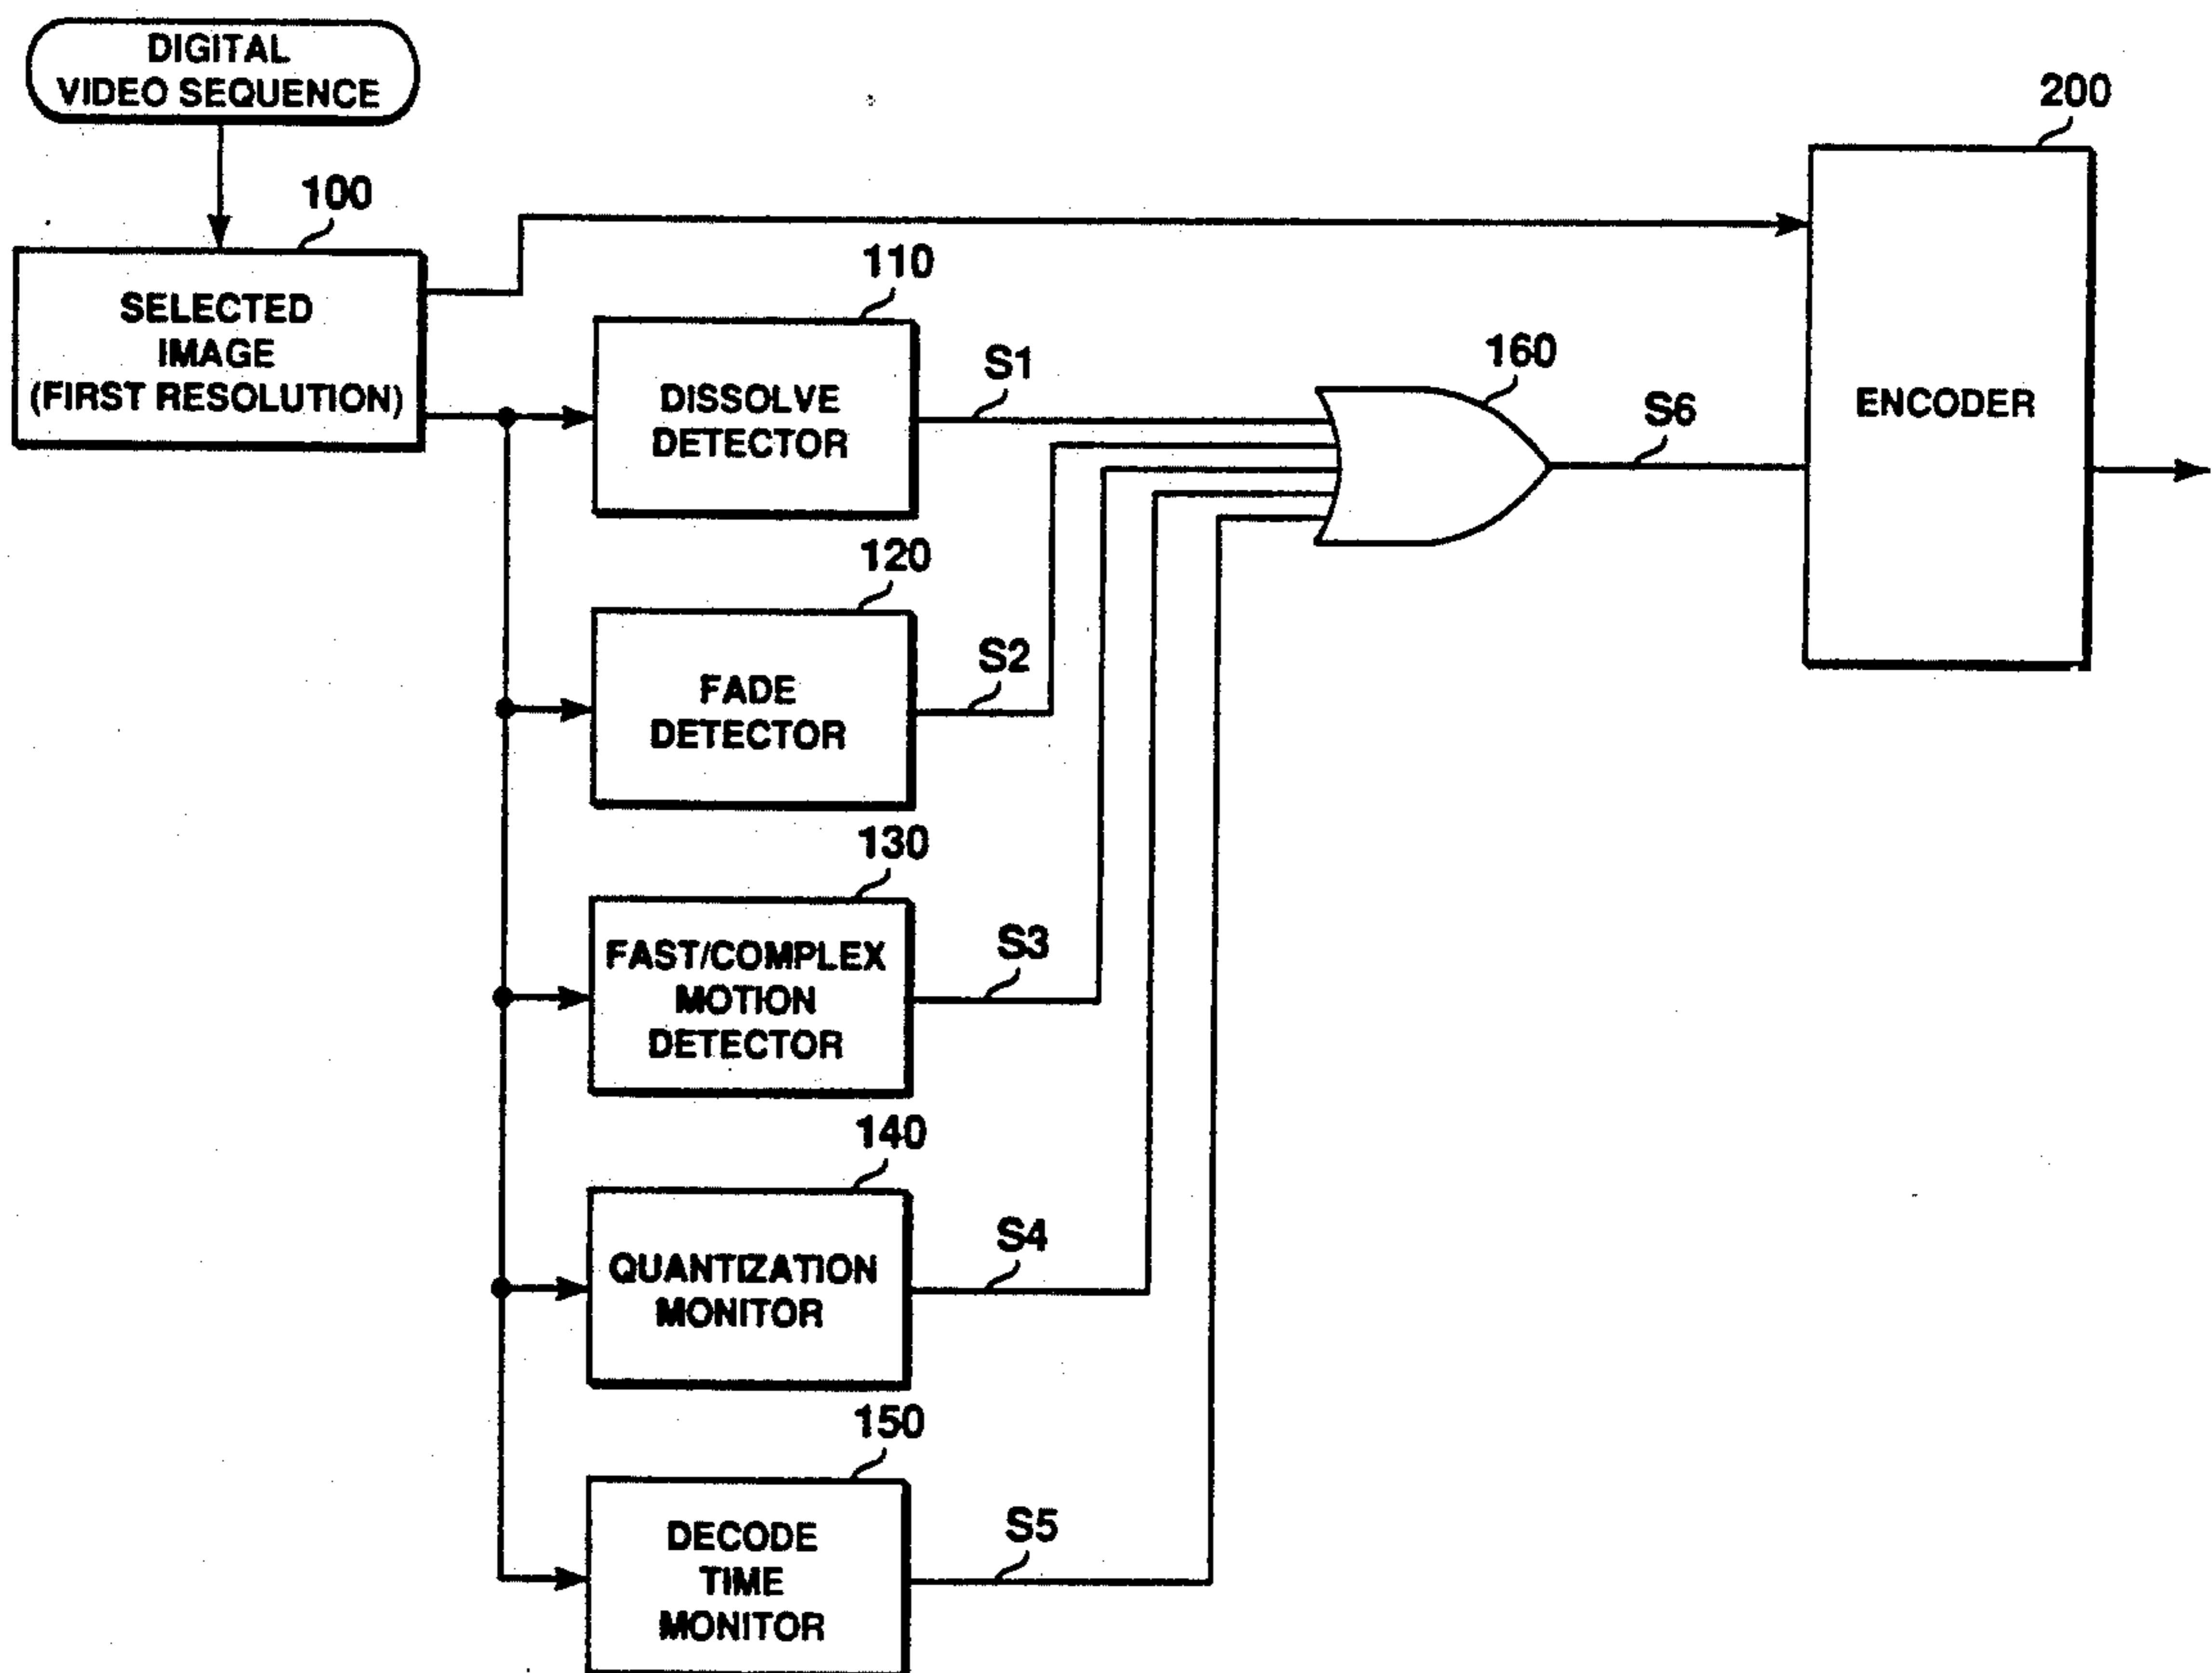 DIGITAL
VIDEO SEQUENCE
100
SELECTED
IMAGE
(FIRST RESOLUTION)
110
DISSOLVE
DETECTOR
S1
120
FADE
DETECTOR
S2
130
FAST/COMPLEX
MOTION
DETECTOR
S3
140
QUANTIZATION
MONITOR
S4
150
DECODE
TIME
MONITOR
S5
160
S6
200
ENCODER